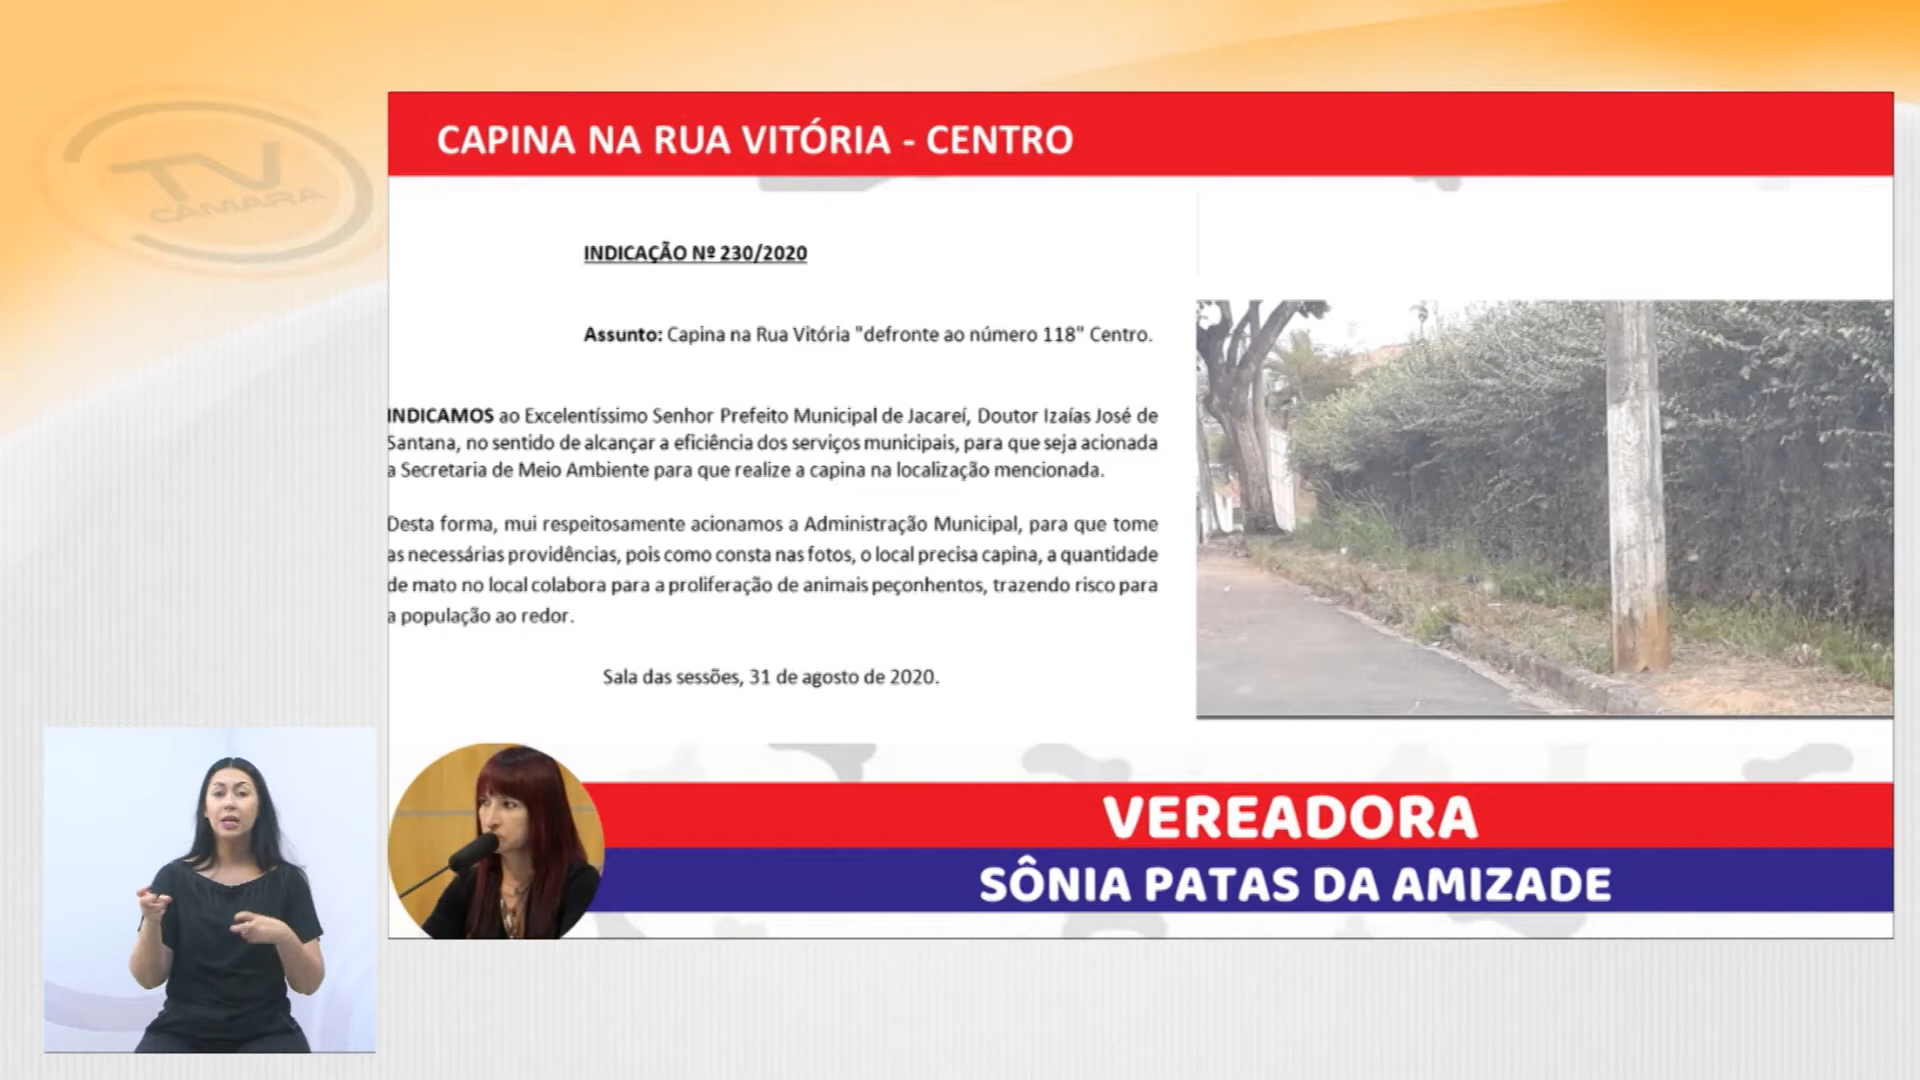 TV
CÂMARA
CAPINA NA RUA VITÓRIA - CENTRO
INDICAÇÃO Nº 230/2020
Assunto: Capina na Rua Vitória "defronte ao número 118" Centro.
INDICAMOS ao Excelentíssimo Senhor Prefeito Municipal de Jacareí, Doutor Izaías José de
Santana, no sentido de alcançar a eficiência dos serviços municipais, para que seja acionada
a Secretaria de Meio Ambiente para que realize a capina na localização mencionada.
Desta forma, mui respeitosamente acionamos a Administração Municipal, para que tome
as necessárias providências, pois como consta nas fotos, o local precisa capina, a quantidade
de mato no local colabora para a proliferação de animais peçonhentos, trazendo risco para
a população ao redor.
Sala das sessões, 31 de agosto de 2020.
VEREADORA
SÔNIA PATAS DA AMIZADE